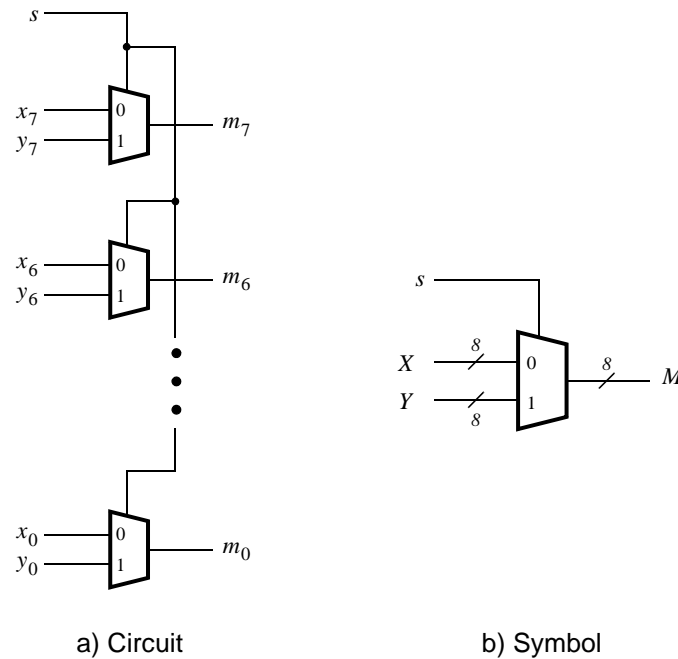 s
x₇ 0
y₇ 1
m₇
x₆ 0
y₆ 1
m₆
x₀ 0
y₀ 1
m₀
a) Circuit
s
X 8 0
Y 8 1
8 M
b) Symbol